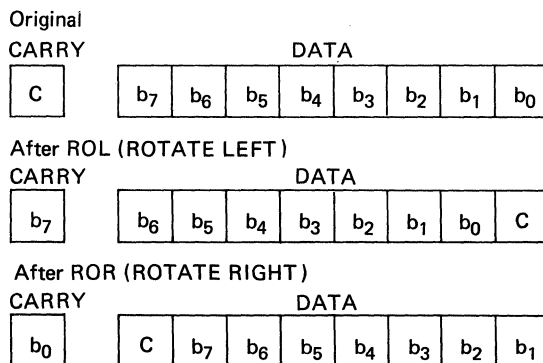 Original
CARRY DATA
C b₇ b₆ b₅ b₄ b₃ b₂ b₁ b₀
After ROL (ROTATE LEFT)
CARRY DATA
b₇ b₆ b₅ b₄ b₃ b₂ b₁ b₀ C
After ROR (ROTATE RIGHT)
CARRY DATA
b₀ C b₇ b₆ b₅ b₄ b₃ b₂ b₁